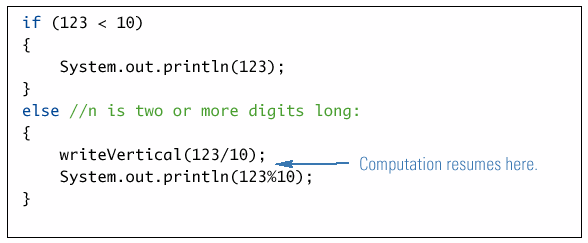 if (123 < 10)
{
    System.out.println(123);
}
else //n is two or more digits long:
{
    writeVertical(123/10);
    System.out.println(123%10);
}
Computation resumes here.